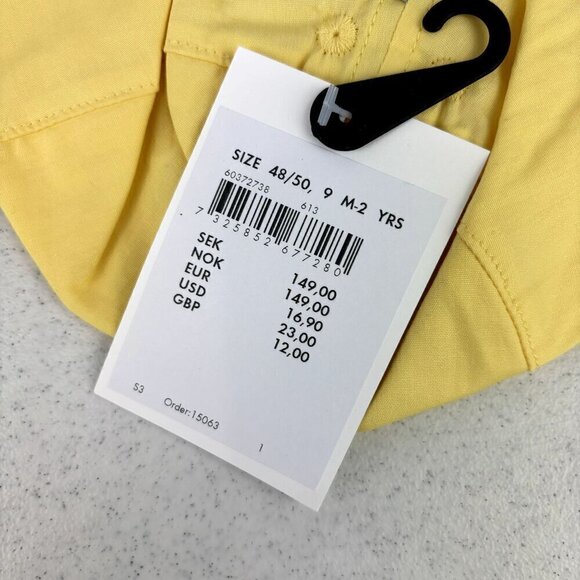 SIZE 48/50, 9 M-2 YRS
60372738 613
7 325852 677280
SEK 149,00
NOK 149,00
EUR 16,90
USD 23,00
GBP 12,00
S3 Order:15063 1